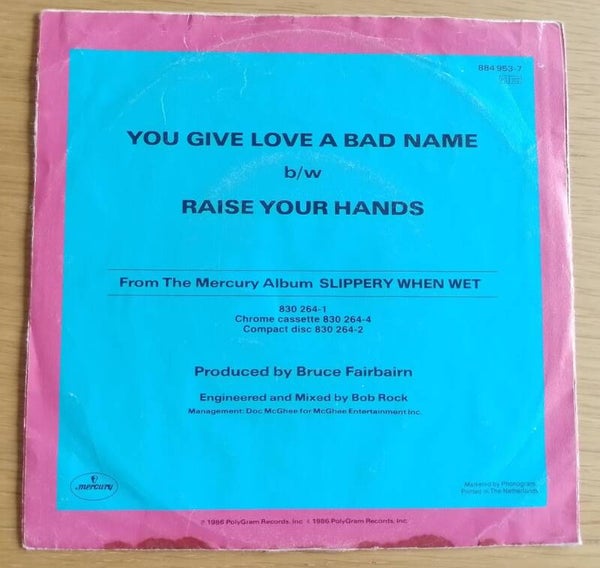 884 953-7
YOU GIVE LOVE A BAD NAME
b/w
RAISE YOUR HANDS
From The Mercury Album SLIPPERY WHEN WET
830 264-1
Chrome cassette 830 264-4
Compact disc 830 264-2
Produced by Bruce Fairbairn
Engineered and Mixed by Bob Rock
Management: Doc McGhee for McGhee Entertainment Inc.
mercury
Marketed by Phonogram.
Printed in The Netherlands.
℗ 1986 PolyGram Records, Inc. © 1986 PolyGram Records, Inc.